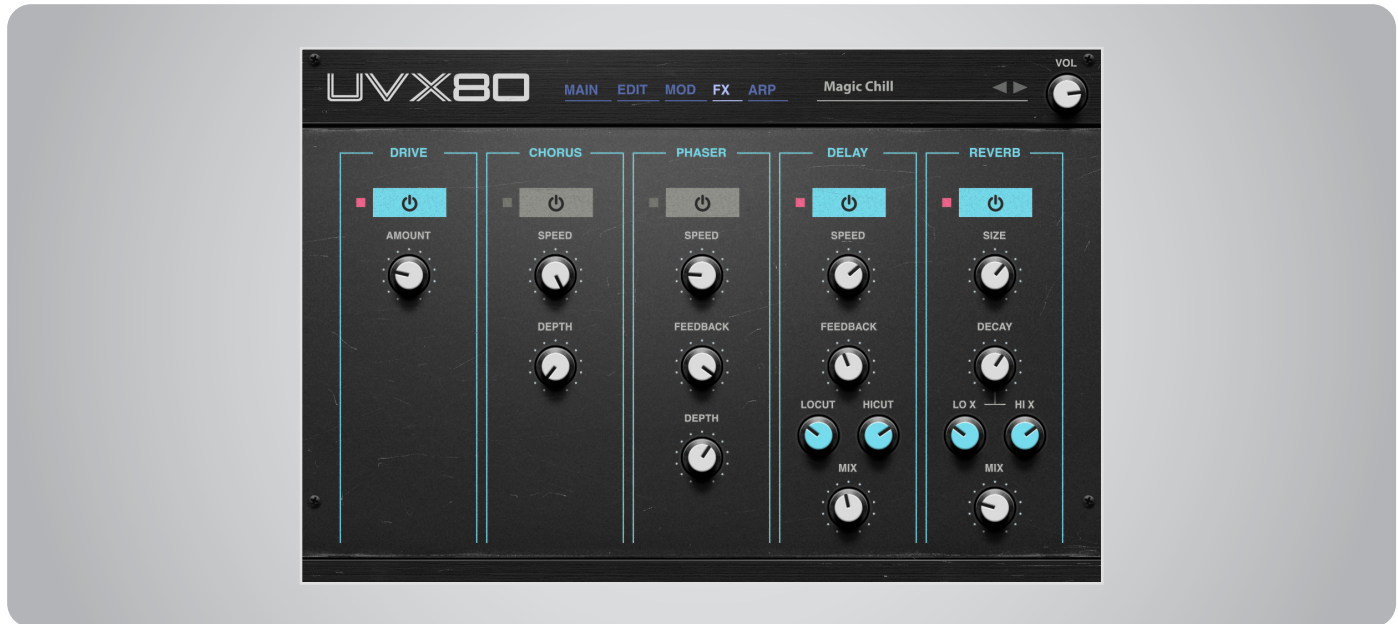 VOL
UVX80 MAIN EDIT MOD FX ARP Magic Chill
DRIVE CHORUS PHASER DELAY REVERB
AMOUNT SPEED SPEED SPEED SIZE
DEPTH FEEDBACK FEEDBACK DECAY
LOCUT HICUT LO X HI X
DEPTH
MIX MIX